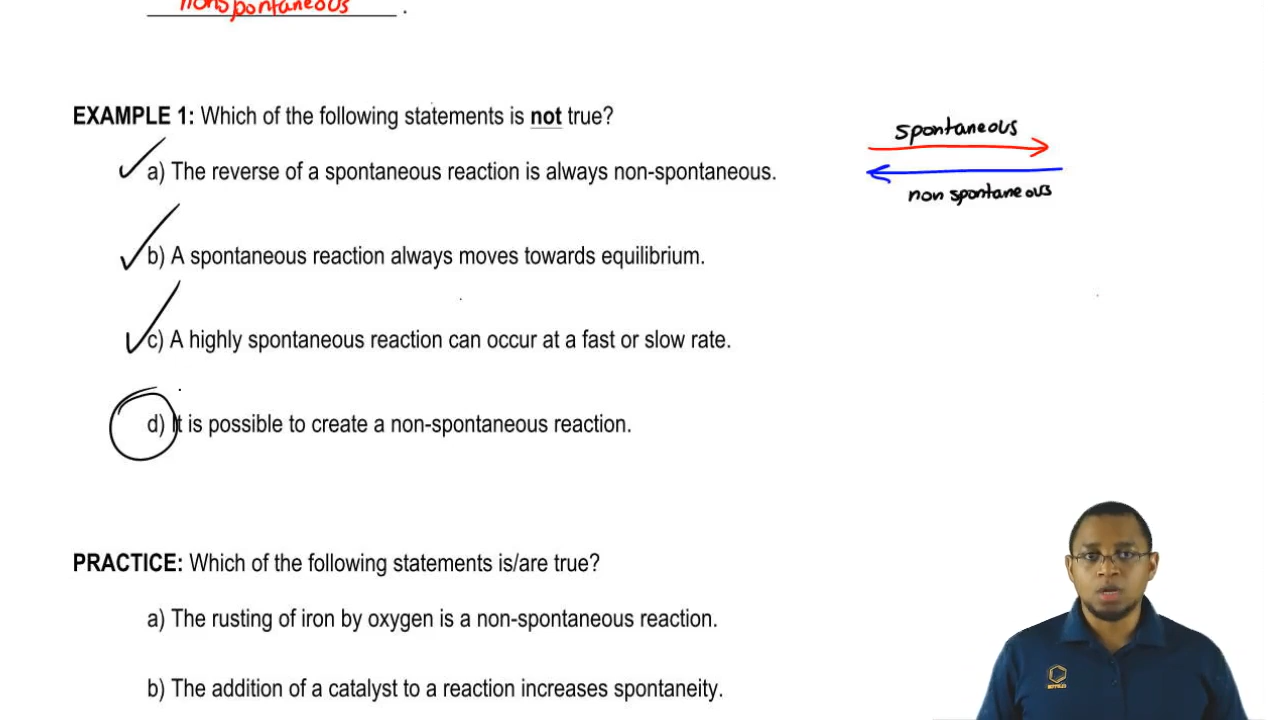 nonspontaneous.
EXAMPLE 1: Which of the following statements is not true?
spontaneous
a) The reverse of a spontaneous reaction is always non-spontaneous.
non spontaneous
b) A spontaneous reaction always moves towards equilibrium.
c) A highly spontaneous reaction can occur at a fast or slow rate.
d) It is possible to create a non-spontaneous reaction.
PRACTICE: Which of the following statements is/are true?
a) The rusting of iron by oxygen is a non-spontaneous reaction.
b) The addition of a catalyst to a reaction increases spontaneity.